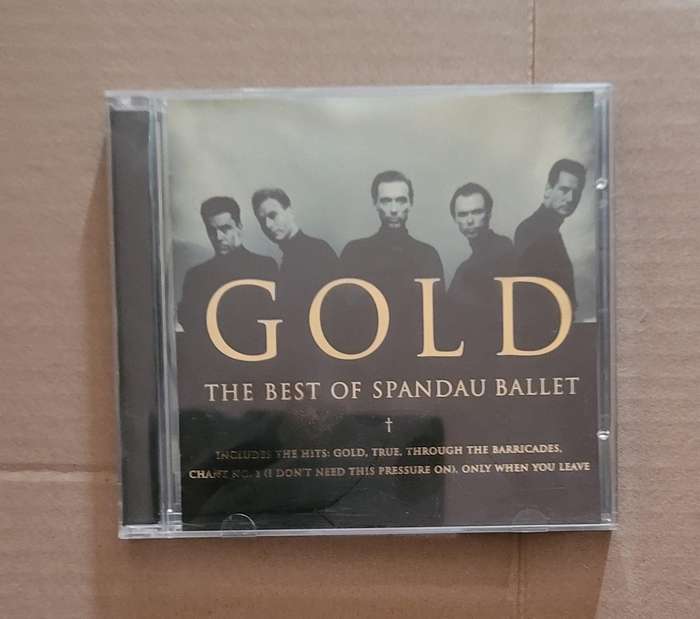 GOLD
THE BEST OF SPANDAU BALLET
INCLUDES THE HITS: GOLD, TRUE, THROUGH THE BARRICADES,
CHANT NO. 1 (I DON'T NEED THIS PRESSURE ON), ONLY WHEN YOU LEAVE